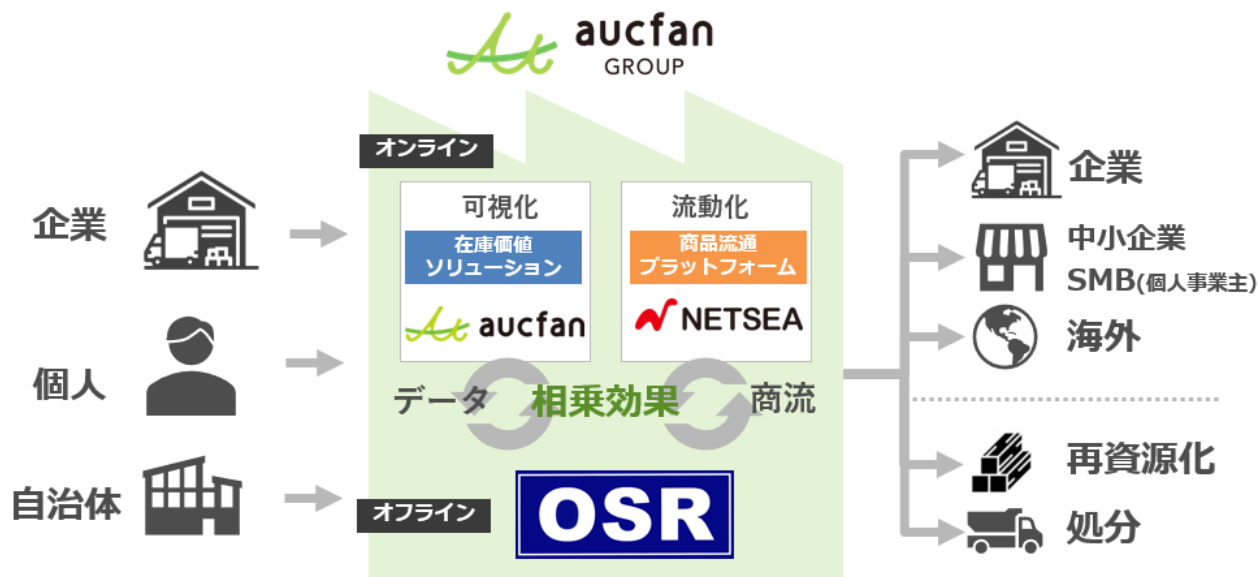 aucfan
GROUP
企業
個人
自治体
オンライン
可視化
在庫価値
ソリューション
aucfan
流動化
商品流通
プラットフォーム
NETSEA
データ
相乗効果
商流
オフライン
OSR
企業
中小企業
SMB(個人事業主)
海外
再資源化
処分